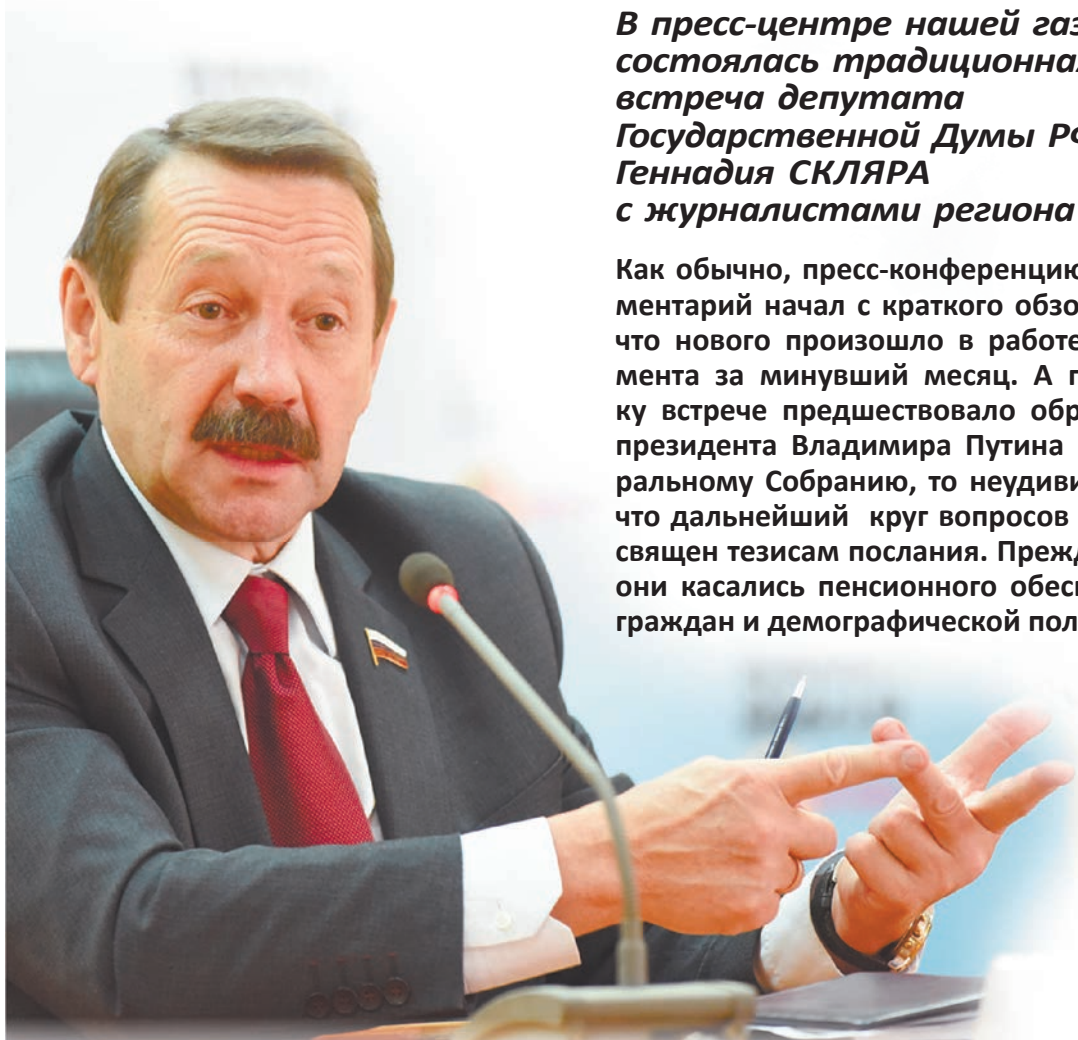 В пресс-центре нашей газ
состоялась традиционная
встреча депутата
Государственной Думы РФ
Геннадия СКЛЯРА
с журналистами региона
Как обычно, пресс-конференцию
ментарий начал с краткого обзо
что нового произошло в работе
мента за минувший месяц. А п
ку встрече предшествовало обр
президента Владимира Путина
ральному Собранию, то неудиви
что дальнейший круг вопросов
священ тезисам послания. Прежд
они касались пенсионного обес
граждан и демографической пол